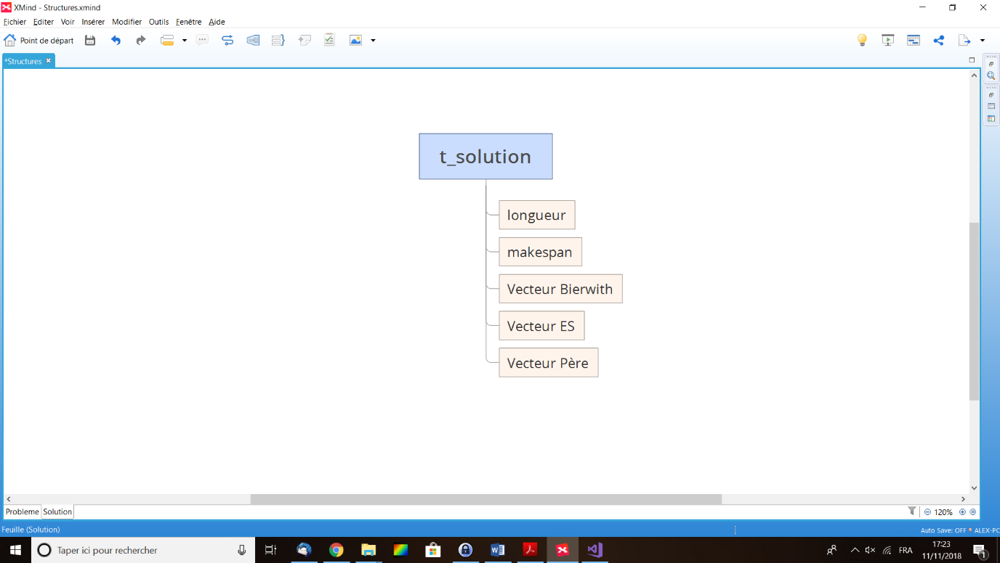 XMind - Structures.xmind
Fichier Editer Voir Insérer Modifier Outils Fenêtre Aide
Point de départ
*Structures
t_solution
longueur
makespan
Vecteur Bierwith
Vecteur ES
Vecteur Père
Probleme Solution
120%
Feuille (Solution)
Auto Save: OFF ALEX-PC
Taper ici pour rechercher
FRA
17:23
11/11/2018
1